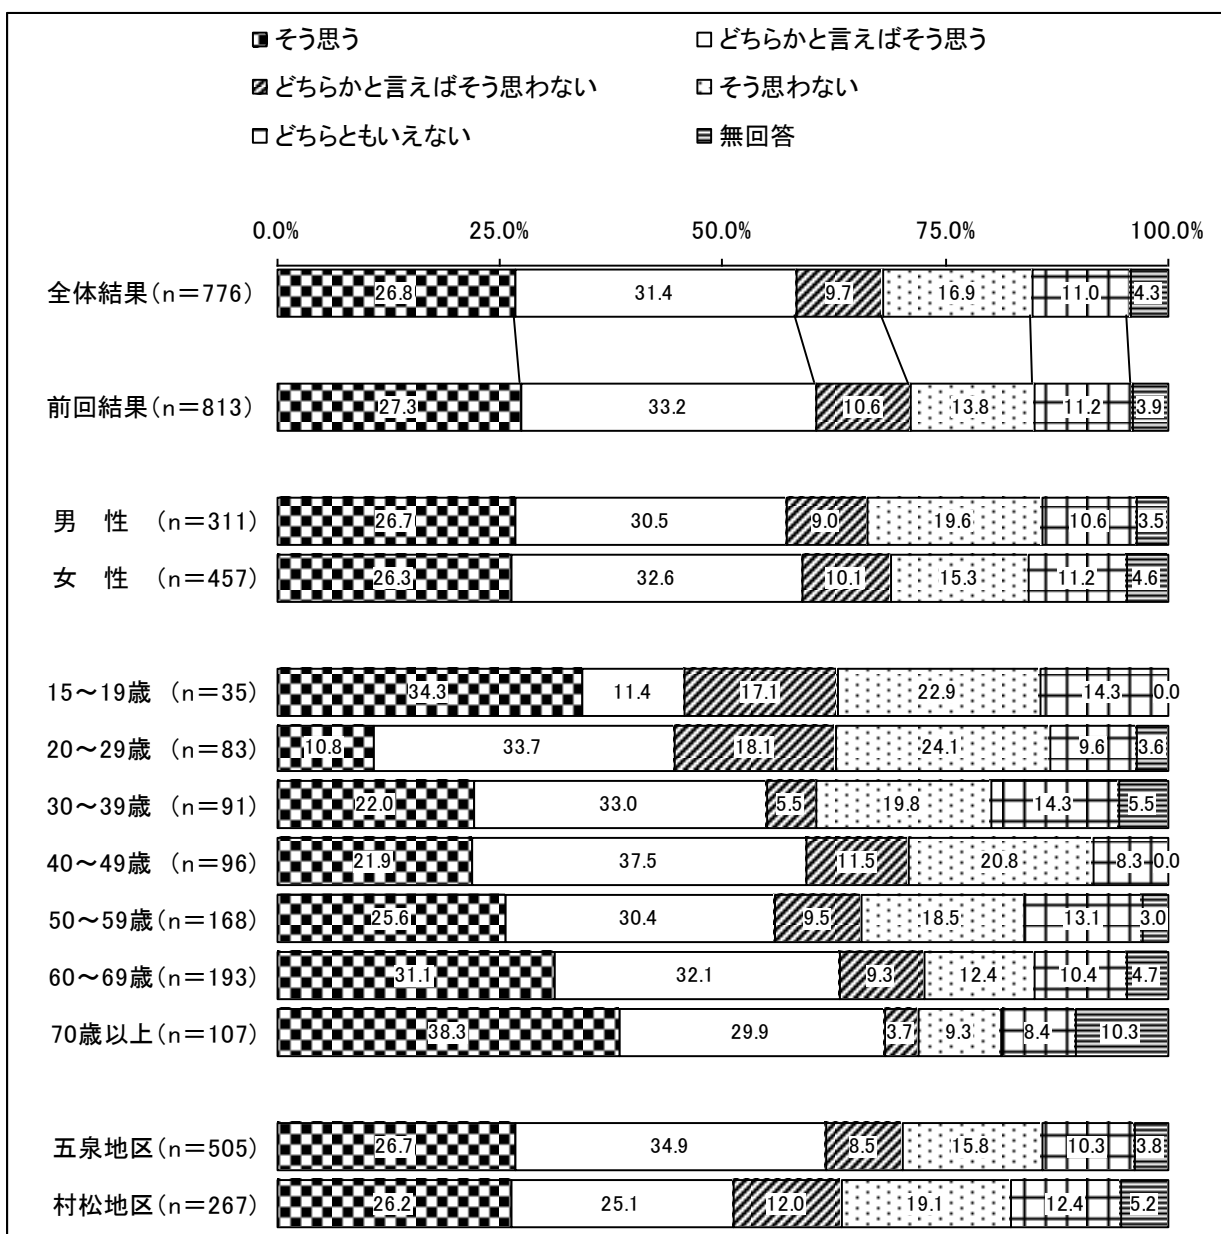 そう思う どちらかと言えばそう思う
どちらかと言えばそう思わない そう思わない
どちらともいえない 無回答
0.0% 25.0% 50.0% 75.0% 100.0%
全体結果(n=776) 26.8 31.4 9.7 16.9 11.0 4.3
前回結果(n=813) 27.3 33.2 10.6 13.8 11.2 3.9
男 性 (n=311) 26.7 30.5 9.0 19.6 10.6 3.5
女 性 (n=457) 26.3 32.6 10.1 15.3 11.2 4.6
15～19歳 (n=35) 34.3 11.4 17.1 22.9 14.3 0.0
20～29歳 (n=83) 10.8 33.7 18.1 24.1 9.6 3.6
30～39歳 (n=91) 22.0 33.0 5.5 19.8 14.3 5.5
40～49歳 (n=96) 21.9 37.5 11.5 20.8 8.3 0.0
50～59歳(n=168) 25.6 30.4 9.5 18.5 13.1 3.0
60～69歳(n=193) 31.1 32.1 9.3 12.4 10.4 4.7
70歳以上(n=107) 38.3 29.9 3.7 9.3 8.4 10.3
五泉地区(n=505) 26.7 34.9 8.5 15.8 10.3 3.8
村松地区(n=267) 26.2 25.1 12.0 19.1 12.4 5.2